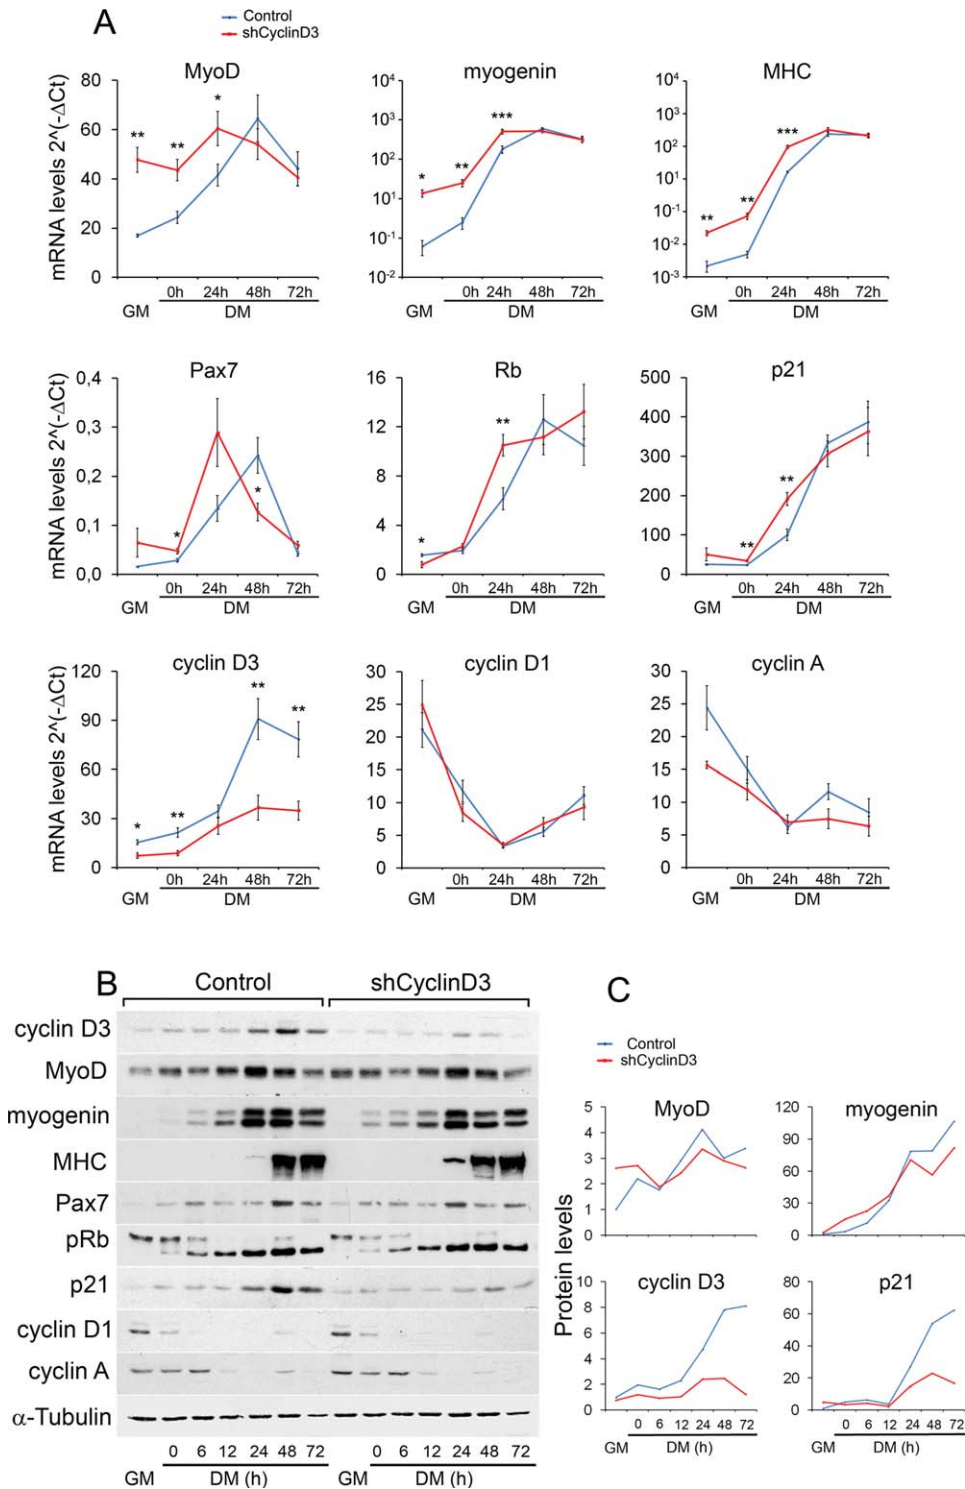 A
Control
shCyclinD3
MyoD
myogenin
MHC
mRNA levels 2^(-ΔCt)
80
60
40
20
0
** ** *
10⁴
10³
10²
10¹
10⁻¹
10⁻²
* ** ***
10⁴
10³
10²
10¹
10⁻¹
10⁻²
10⁻³
** ** ***
0h 24h 48h 72h
GM DM
0h 24h 48h 72h
GM DM
0h 24h 48h 72h
GM DM
Pax7
Rb
p21
mRNA levels 2^(-ΔCt)
0,4
0,3
0,2
0,1
0,0
* *
16
12
8
4
0
* **
500
400
300
200
100
0
** **
0h 24h 48h 72h
GM DM
0h 24h 48h 72h
GM DM
0h 24h 48h 72h
GM DM
cyclin D3
cyclin D1
cyclin A
mRNA levels 2^(-ΔCt)
120
90
60
30
0
* ** ** **
30
25
20
15
10
5
0
30
25
20
15
10
5
0
0h 24h 48h 72h
GM DM
0h 24h 48h 72h
GM DM
0h 24h 48h 72h
GM DM
B
Control shCyclinD3
cyclin D3
MyoD
myogenin
MHC
Pax7
pRb
p21
cyclin D1
cyclin A
α-Tubulin
0 6 12 24 48 72 0 6 12 24 48 72
GM DM (h) GM DM (h)
C
Control
shCyclinD3
Protein levels
MyoD
5
4
3
2
1
0
myogenin
120
90
60
30
0
cyclin D3
10
8
6
4
2
0
p21
80
60
40
20
0
0 6 12 24 48 72
GM DM (h)
0 6 12 24 48 72
GM DM (h)